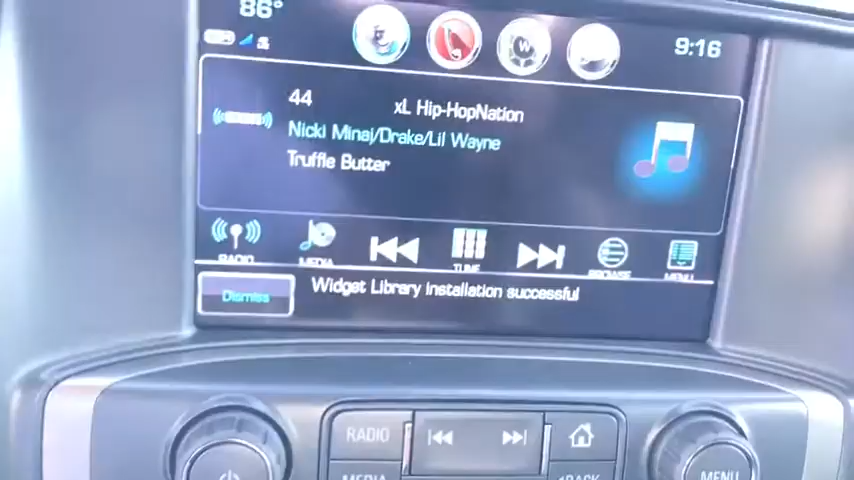 86°
9:16
44
xL Hip-HopNation
Nicki Minaj/Drake/Lil Wayne
Truffle Butter
RADIO
MEDIA
TUNE
BROWSE
MENU
Dismiss
Widget Library Installation successful
RADIO
MEDIA
BACK
MENU